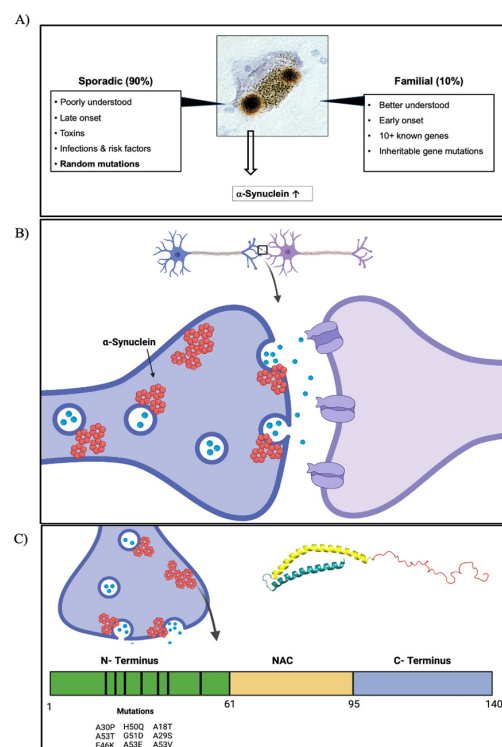 A)
Sporadic (90%)
• Poorly understood
• Late onset
• Toxins
• Infections & risk factors
• Random mutations
Familial (10%)
• Better understood
• Early onset
• 10+ known genes
• Inheritable gene mutations
α-Synuclein ↑
B)
α-Synuclein
C)
N- Terminus NAC C- Terminus
1 61 95 140
Mutations
A30P H50Q A18T
A53T G51D A29S
E46K A53E A53V